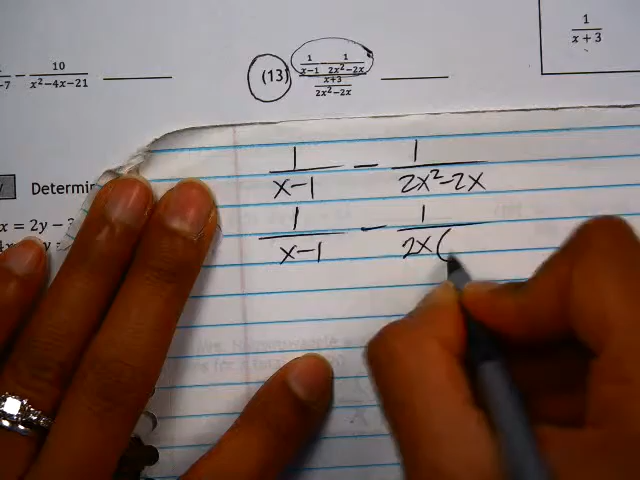 1/(x+3)
-7 − 10/(x²−4x−21)
(13) (1/(x−1) − 1/(2x²−2x))/((x+3)/(2x²−2x))
1/(x−1) − 1/(2x²−2x)
Determin
1/(x−1) − 1/(2x(
x = 2y −